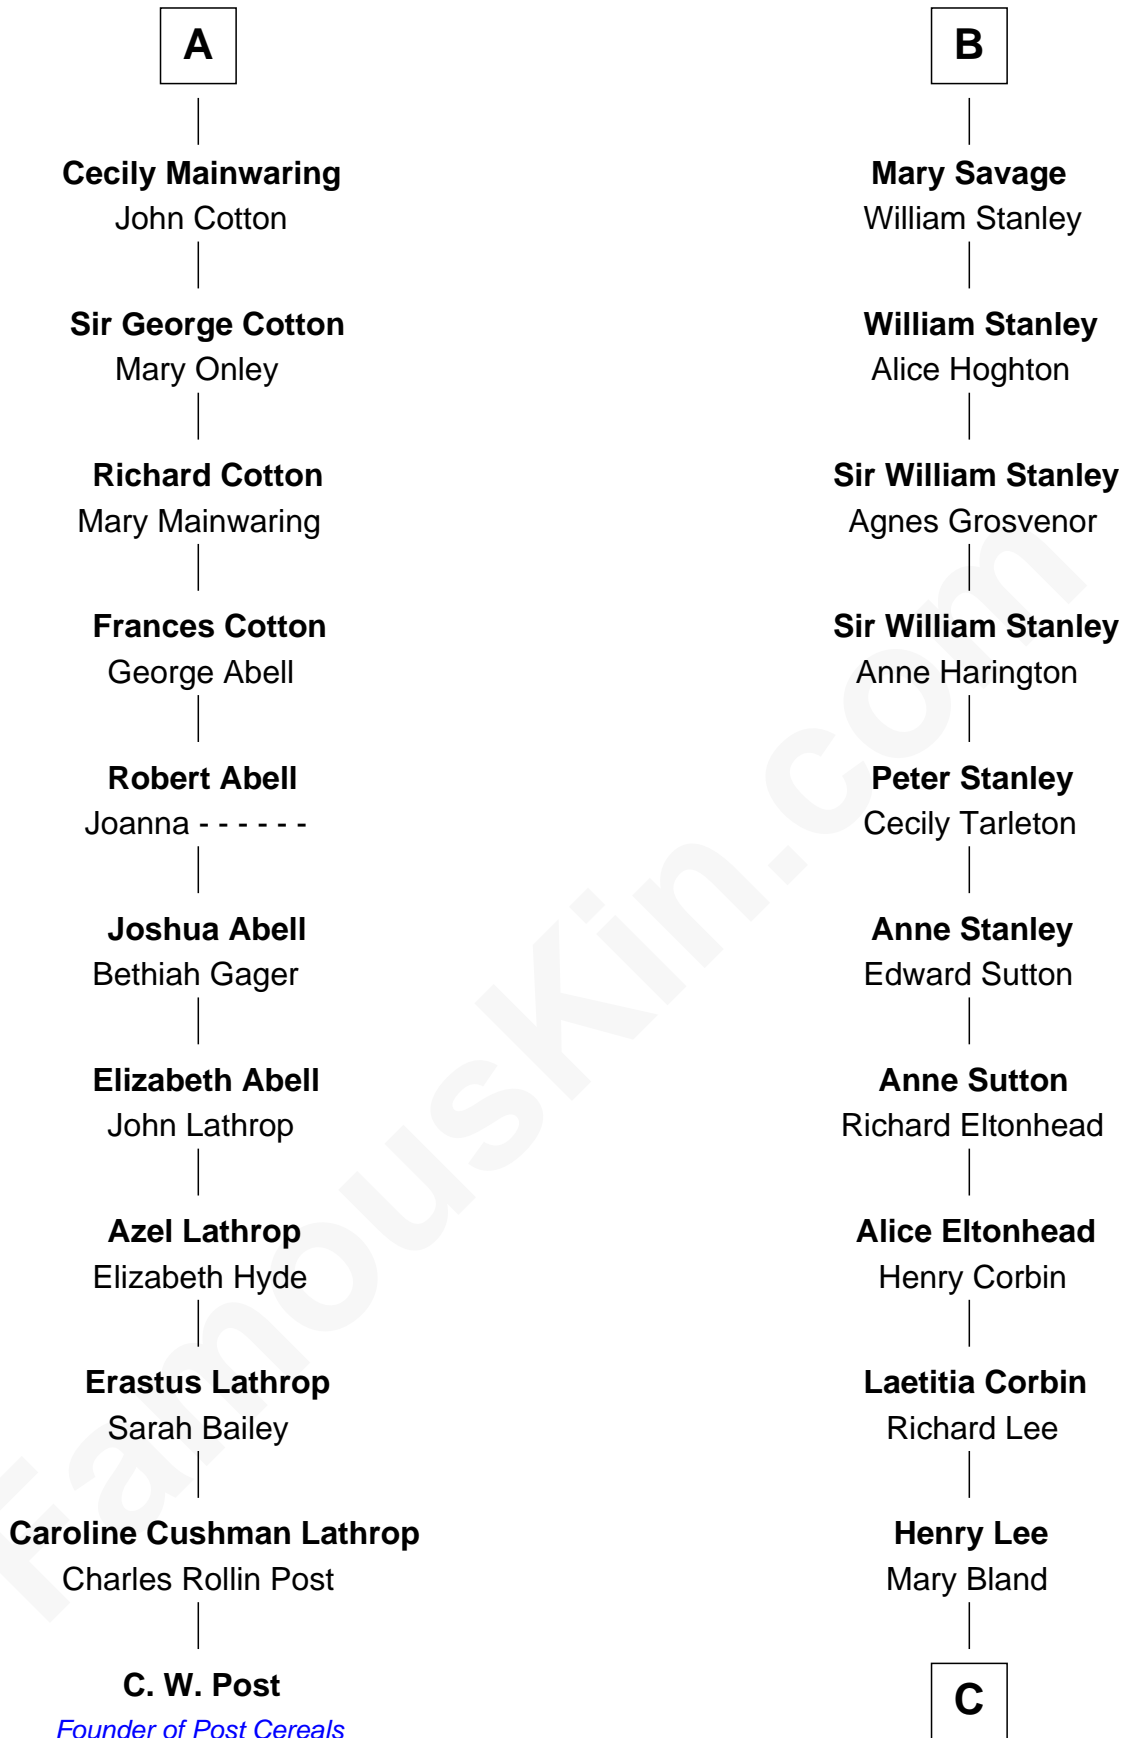 A
Cecily Mainwaring
John Cotton
Sir George Cotton
Mary Onley
Richard Cotton
Mary Mainwaring
Frances Cotton
George Abell
Robert Abell
Joanna - - - - - -
Joshua Abell
Bethiah Gager
Elizabeth Abell
John Lathrop
Azel Lathrop
Elizabeth Hyde
Erastus Lathrop
Sarah Bailey
Caroline Cushman Lathrop
Charles Rollin Post
C. W. Post
Founder of Post Cereals
B
Mary Savage
William Stanley
William Stanley
Alice Hoghton
Sir William Stanley
Agnes Grosvenor
Sir William Stanley
Anne Harington
Peter Stanley
Cecily Tarleton
Anne Stanley
Edward Sutton
Anne Sutton
Richard Eltonhead
Alice Eltonhead
Henry Corbin
Laetitia Corbin
Richard Lee
Henry Lee
Mary Bland
C
FamousKin.com